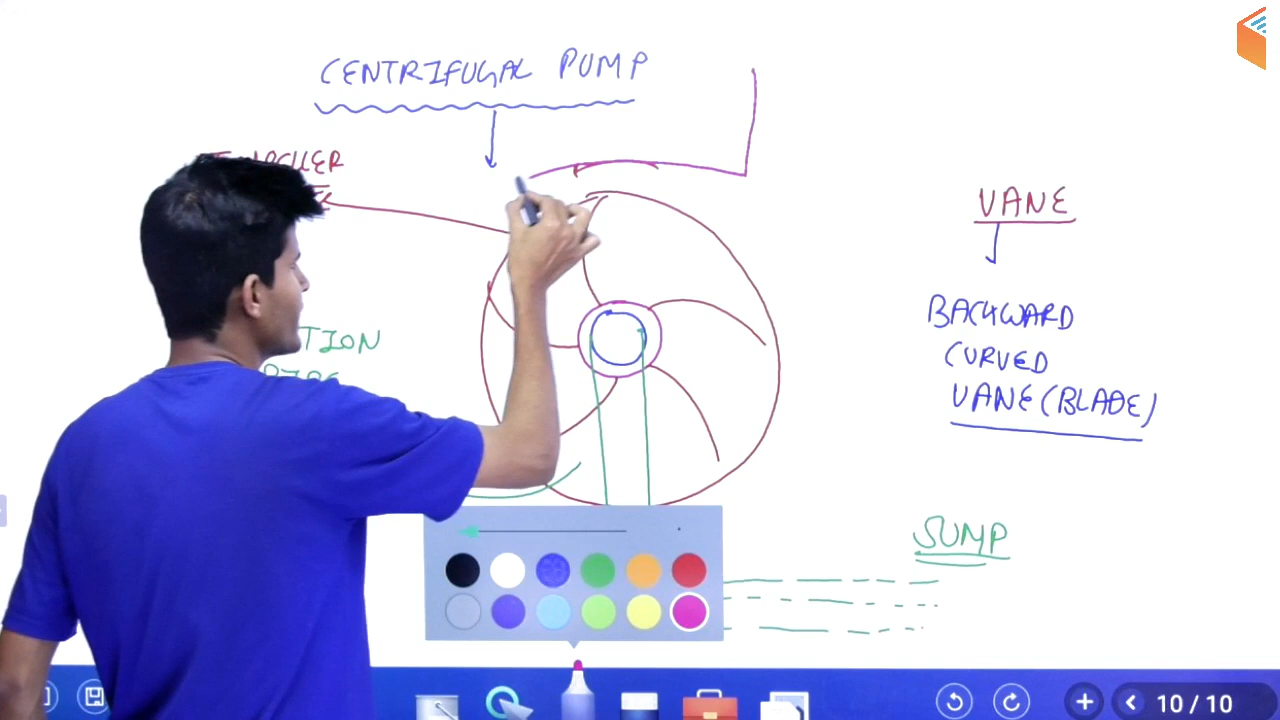 CENTRIFUGAL PUMP
VANE
BACKWARD
CURVED
VANE (BLADE)
SUMP
10 / 10